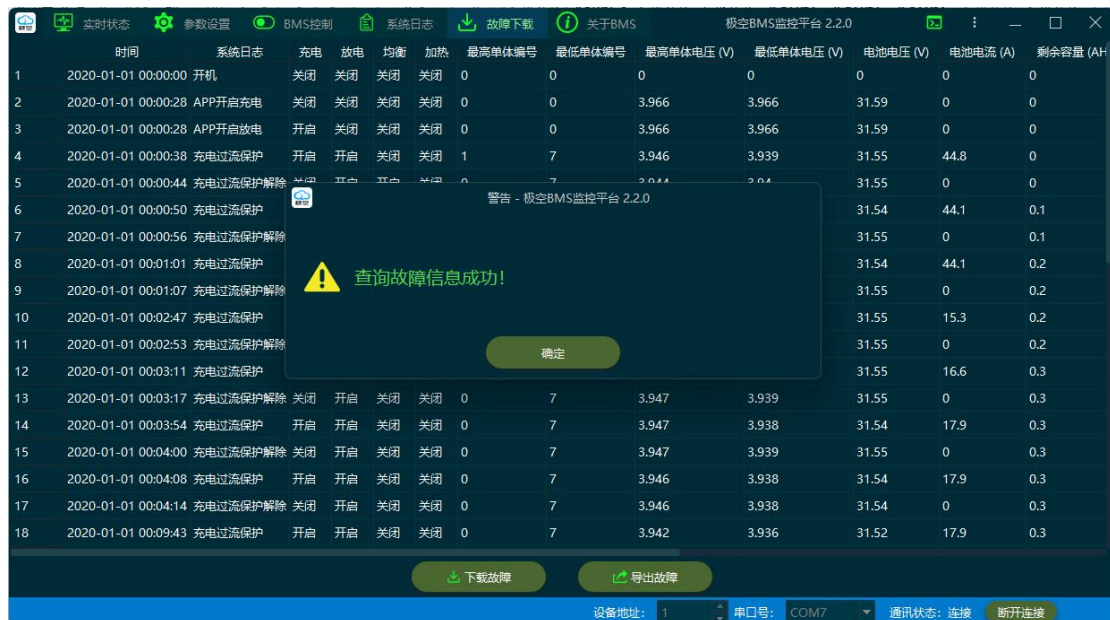 实时状态 参数设置 BMS控制 系统日志 故障下载 关于BMS 极空BMS监控平台 2.2.0
时间 系统日志 充电 放电 均衡 加热 最高单体编号 最低单体编号 最高单体电压 (V) 最低单体电压 (V) 电池电压 (V) 电池电流 (A) 剩余容量 (AH
1 2020-01-01 00:00:00 开机 关闭 关闭 关闭 关闭 0 0 0 0 0 0 0
2 2020-01-01 00:00:28 APP开启充电 关闭 关闭 关闭 关闭 0 0 3.966 3.966 31.59 0 0
3 2020-01-01 00:00:28 APP开启放电 开启 关闭 关闭 关闭 0 0 3.966 3.966 31.59 0 0
4 2020-01-01 00:00:38 充电过流保护 开启 开启 关闭 关闭 1 7 3.946 3.939 31.55 44.8 0
5 2020-01-01 00:00:44 充电过流保护解除 31.55 0 0
警告 - 极空BMS监控平台 2.2.0
6 2020-01-01 00:00:50 充电过流保护 31.54 44.1 0.1
7 2020-01-01 00:00:56 充电过流保护解除 31.55 0 0.1
8 2020-01-01 00:01:01 充电过流保护 31.54 44.1 0.2
查询故障信息成功!
9 2020-01-01 00:01:07 充电过流保护解除 31.55 0 0.2
10 2020-01-01 00:02:47 充电过流保护 31.55 15.3 0.2
11 2020-01-01 00:02:53 充电过流保护解除 31.55 0 0.2
确定
12 2020-01-01 00:03:11 充电过流保护 31.55 16.6 0.3
13 2020-01-01 00:03:17 充电过流保护解除 关闭 开启 关闭 关闭 0 7 3.947 3.939 31.55 0 0.3
14 2020-01-01 00:03:54 充电过流保护 开启 开启 关闭 关闭 0 7 3.947 3.938 31.54 17.9 0.3
15 2020-01-01 00:04:00 充电过流保护解除 关闭 开启 关闭 关闭 0 7 3.947 3.939 31.55 0 0.3
16 2020-01-01 00:04:08 充电过流保护 开启 开启 关闭 关闭 0 7 3.946 3.938 31.54 17.9 0.3
17 2020-01-01 00:04:14 充电过流保护解除 关闭 开启 关闭 关闭 0 7 3.946 3.938 31.54 0 0.3
18 2020-01-01 00:09:43 充电过流保护 开启 开启 关闭 关闭 0 7 3.942 3.936 31.52 17.9 0.3
下载故障 导出故障
设备地址: 1 串口号: COM7 通讯状态: 连接 断开连接